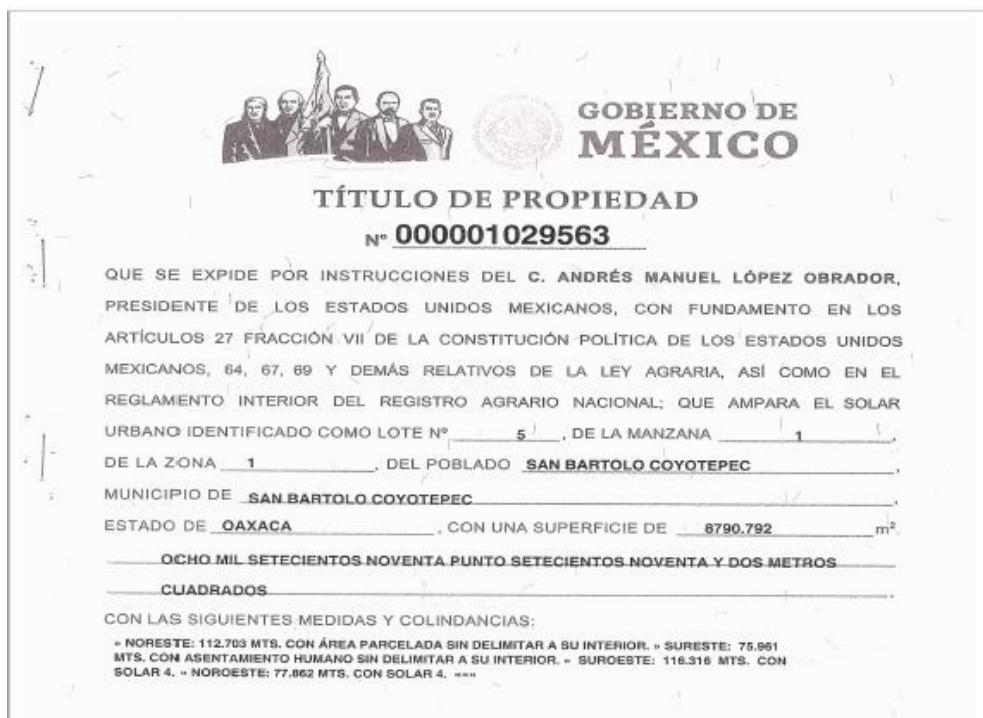 GOBIERNO DE
MÉXICO
TÍTULO DE PROPIEDAD
Nº 000001029563
QUE SE EXPIDE POR INSTRUCCIONES DEL C. ANDRÉS MANUEL LÓPEZ OBRADOR,
PRESIDENTE DE LOS ESTADOS UNIDOS MEXICANOS, CON FUNDAMENTO EN LOS
ARTÍCULOS 27 FRACCIÓN VII DE LA CONSTITUCIÓN POLÍTICA DE LOS ESTADOS UNIDOS
MEXICANOS, 64, 67, 69 Y DEMÁS RELATIVOS DE LA LEY AGRARIA, ASÍ COMO EN EL
REGLAMENTO INTERIOR DEL REGISTRO AGRARIO NACIONAL; QUE AMPARA EL SOLAR
URBANO IDENTIFICADO COMO LOTE Nº 5, DE LA MANZANA 1,
DE LA ZONA 1, DEL POBLADO SAN BARTOLO COYOTEPEC,
MUNICIPIO DE SAN BARTOLO COYOTEPEC,
ESTADO DE OAXACA, CON UNA SUPERFICIE DE 8790.792 m².
OCHO MIL SETECIENTOS NOVENTA PUNTO SETECIENTOS NOVENTA Y DOS METROS
CUADRADOS.
CON LAS SIGUIENTES MEDIDAS Y COLINDANCIAS:
» NORESTE: 112.703 MTS. CON ÁREA PARCELADA SIN DELIMITAR A SU INTERIOR. » SURESTE: 75.961
MTS. CON ASENTAMIENTO HUMANO SIN DELIMITAR A SU INTERIOR. » SUROESTE: 116.316 MTS. CON
SOLAR 4. » NOROESTE: 77.862 MTS. CON SOLAR 4. »»»